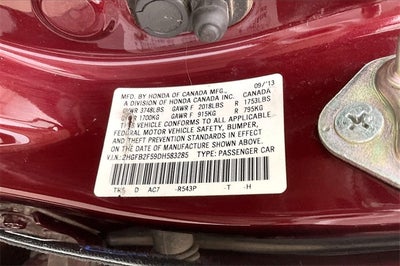 MFD. BY HONDA OF CANADA MFG. 09/13
A DIVISION OF HONDA CANADA INC. CANADA
GVWR 3748LBS GAWR F 2018LBS R 1753LBS
1700KG GAWR F 915KG R 795KG
THIS VEHICLE CONFORMS TO ALL APPLICABLE
FEDERAL MOTOR VEHICLE SAFETY, BUMPER,
AND THEFT PREVENTION STANDARDS IN EFFECT
ON THE DATE OF MANUFACTURE SHOWN ABOVE.
V.I.N.: 2HGFB2F59DH583285 TYPE: PASSENGER CAR
D AC7 -R543P -T -H